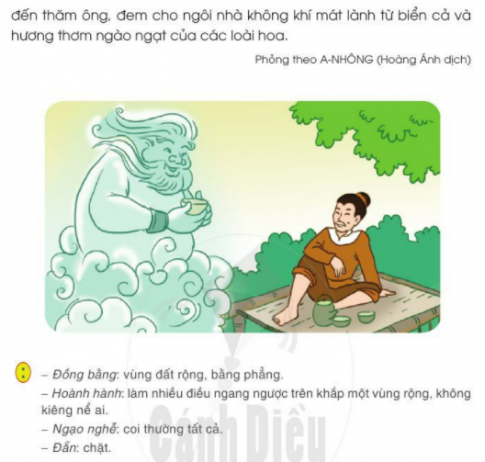 đến thăm ông, đem cho ngôi nhà không khí mát lành từ biển cả và
hương thơm ngào ngạt của các loài hoa.
Phỏng theo A-NHÔNG (Hoàng Ánh dịch)
– Đồng bằng: vùng đất rộng, bằng phẳng.
– Hoành hành: làm nhiều điều ngang ngược trên khắp một vùng rộng, không
kiêng nể ai.
– Ngạo nghễ: coi thường tất cả.
– Đẵn: chặt.
Cánh Diều